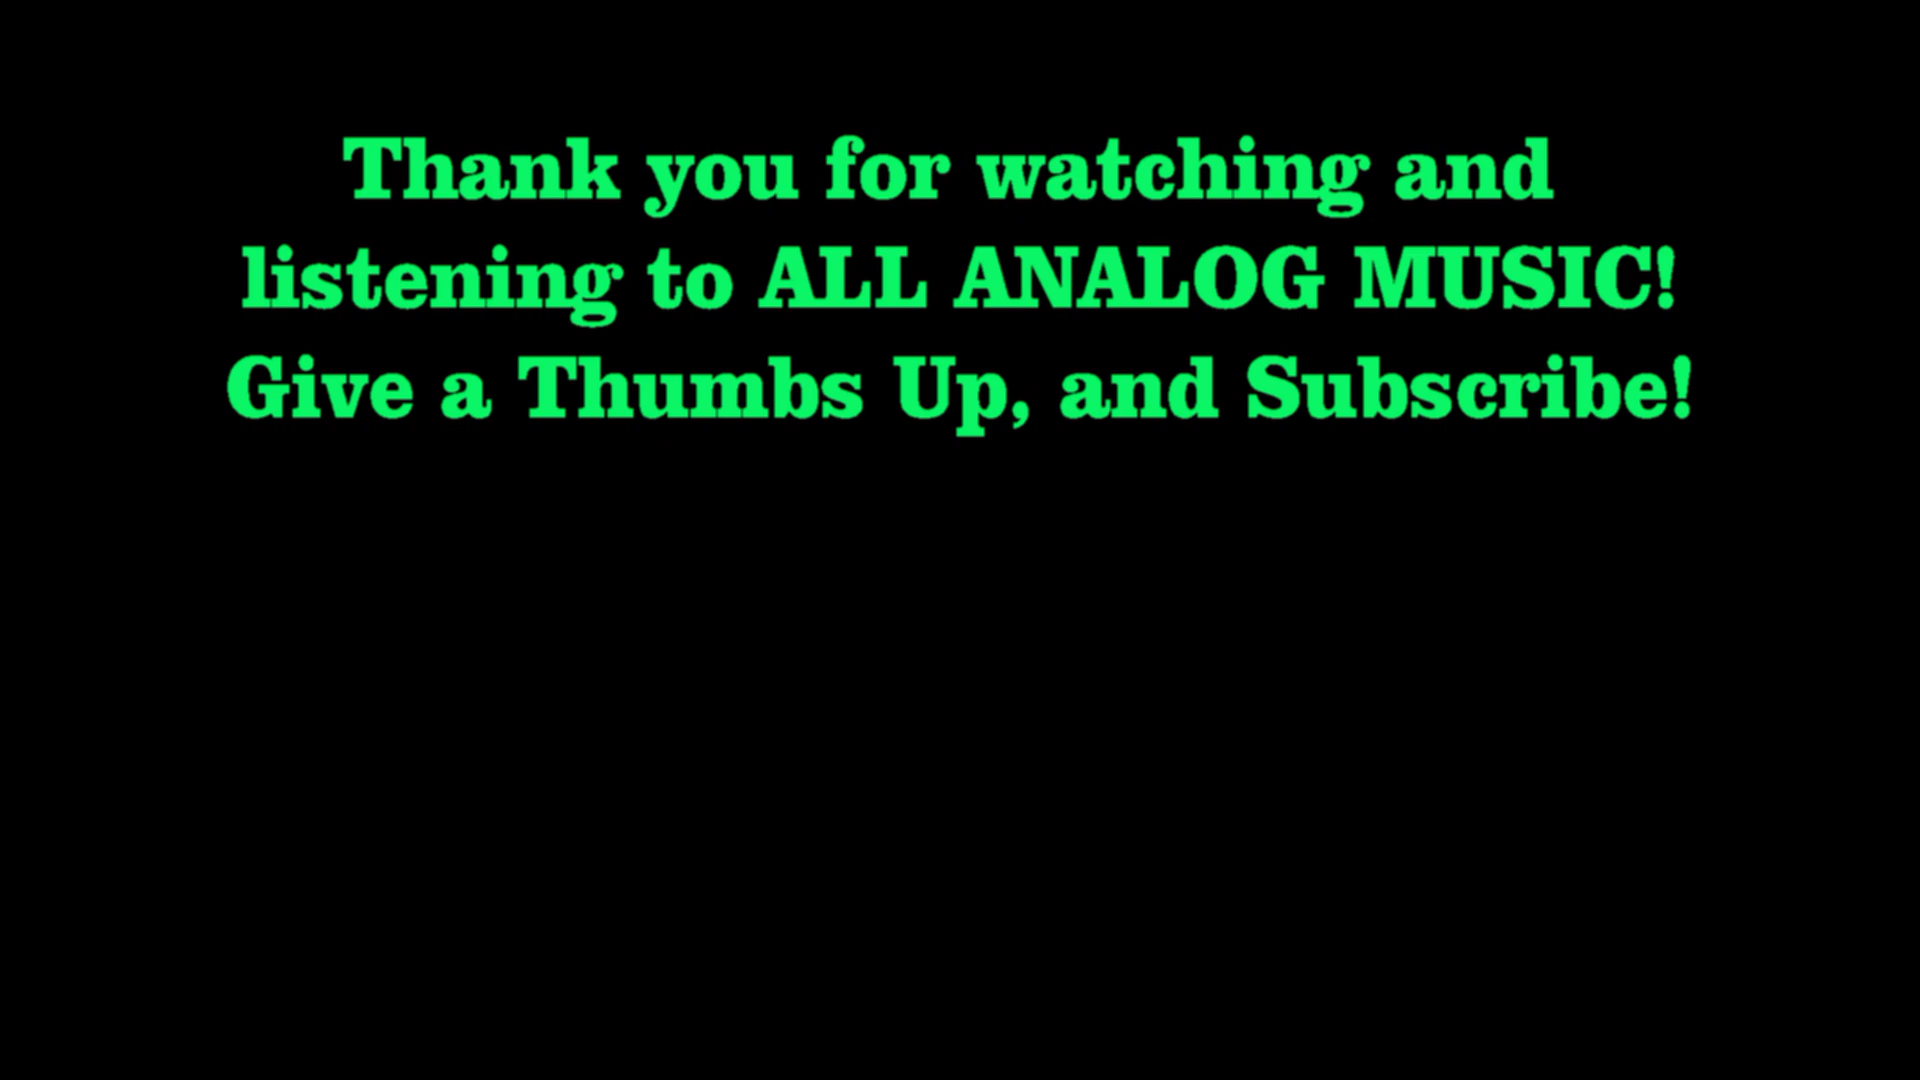 Thank you for watching and
listening to ALL ANALOG MUSIC!
Give a Thumbs Up, and Subscribe!